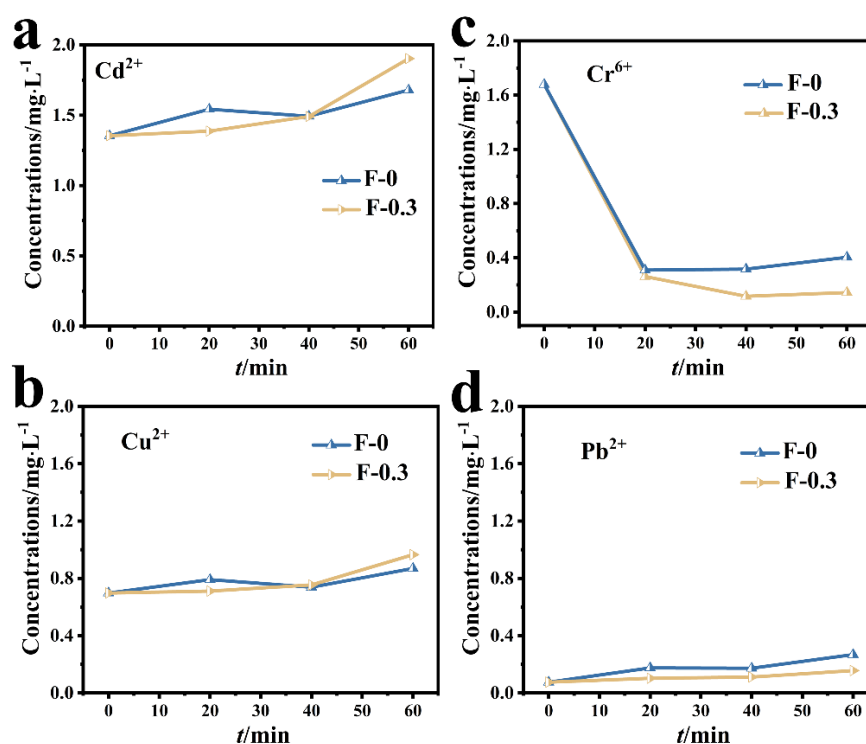 a
Cd²⁺
Concentrations/mg·L⁻¹
2.0
1.5
1.0
0.5
0.0
F-0
F-0.3
0 20 40 60
t/min
c
Cr⁶⁺
Concentrations/mg·L⁻¹
2.0
1.6
1.2
0.8
0.4
0.0
F-0
F-0.3
0 10 20 30 40 50 60
t/min
b
Cu²⁺
Concentrations/mg·L⁻¹
2.0
1.6
1.2
0.8
0.4
0.0
F-0
F-0.3
0 10 20 30 40 50 60
t/min
d
Pb²⁺
Concentrations/mg·L⁻¹
2.0
1.6
1.2
0.8
0.4
0.0
F-0
F-0.3
0 10 20 30 40 50 60
t/min